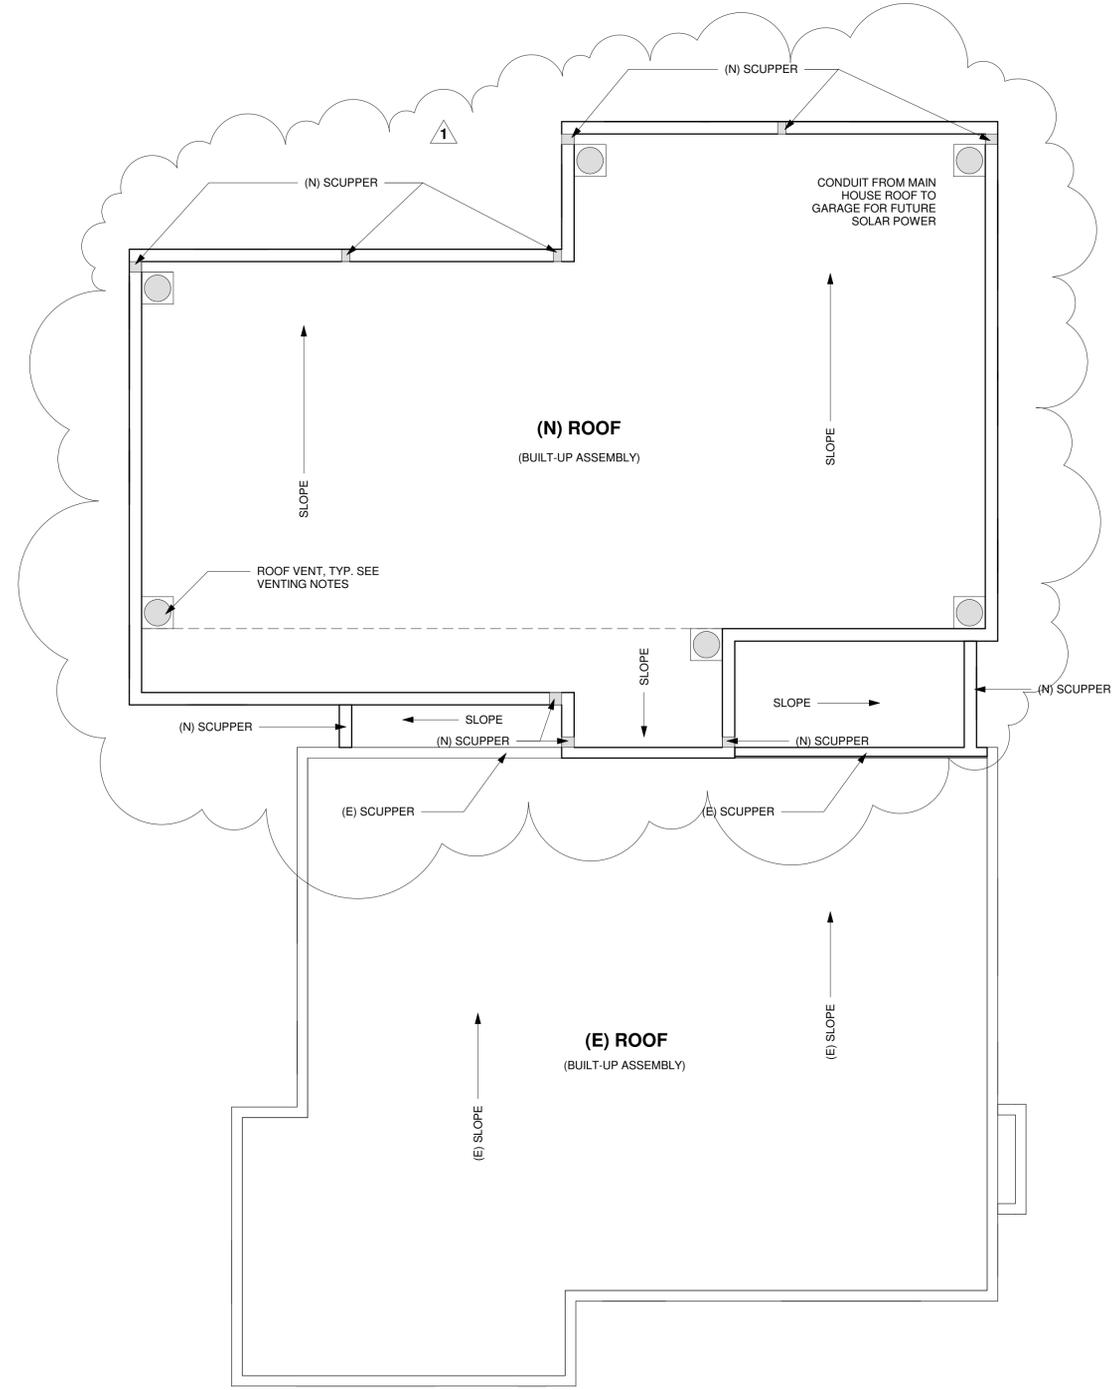 (N) SCUPPER
1
(N) SCUPPER
CONDUIT FROM MAIN
HOUSE ROOF TO
GARAGE FOR FUTURE
SOLAR POWER
(N) ROOF
(BUILT-UP ASSEMBLY)
SLOPE
SLOPE
ROOF VENT, TYP. SEE
VENTING NOTES
SLOPE
(N) SCUPPER
SLOPE
SLOPE
(N) SCUPPER
(N) SCUPPER
(N) SCUPPER
(E) SCUPPER
(E) SCUPPER
(E) SLOPE
(E) ROOF
(BUILT-UP ASSEMBLY)
(E) SLOPE